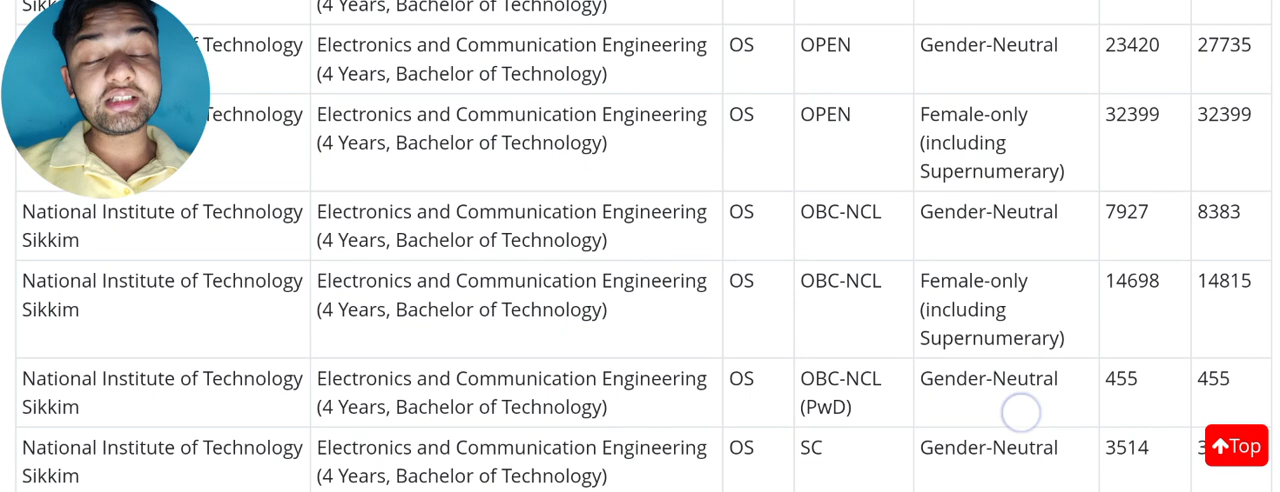 Sikk
(4 Years, Bachelor of Technology)
f Technology Electronics and Communication Engineering OS OPEN Gender-Neutral 23420 27735
(4 Years, Bachelor of Technology)
Technology Electronics and Communication Engineering OS OPEN Female-only 32399 32399
(4 Years, Bachelor of Technology) (including
Supernumerary)
National Institute of Technology Electronics and Communication Engineering OS OBC-NCL Gender-Neutral 7927 8383
Sikkim (4 Years, Bachelor of Technology)
National Institute of Technology Electronics and Communication Engineering OS OBC-NCL Female-only 14698 14815
Sikkim (4 Years, Bachelor of Technology) (including
Supernumerary)
National Institute of Technology Electronics and Communication Engineering OS OBC-NCL Gender-Neutral 455 455
Sikkim (4 Years, Bachelor of Technology) (PwD)
National Institute of Technology Electronics and Communication Engineering OS SC Gender-Neutral 3514 Top
Sikkim (4 Years, Bachelor of Technology)